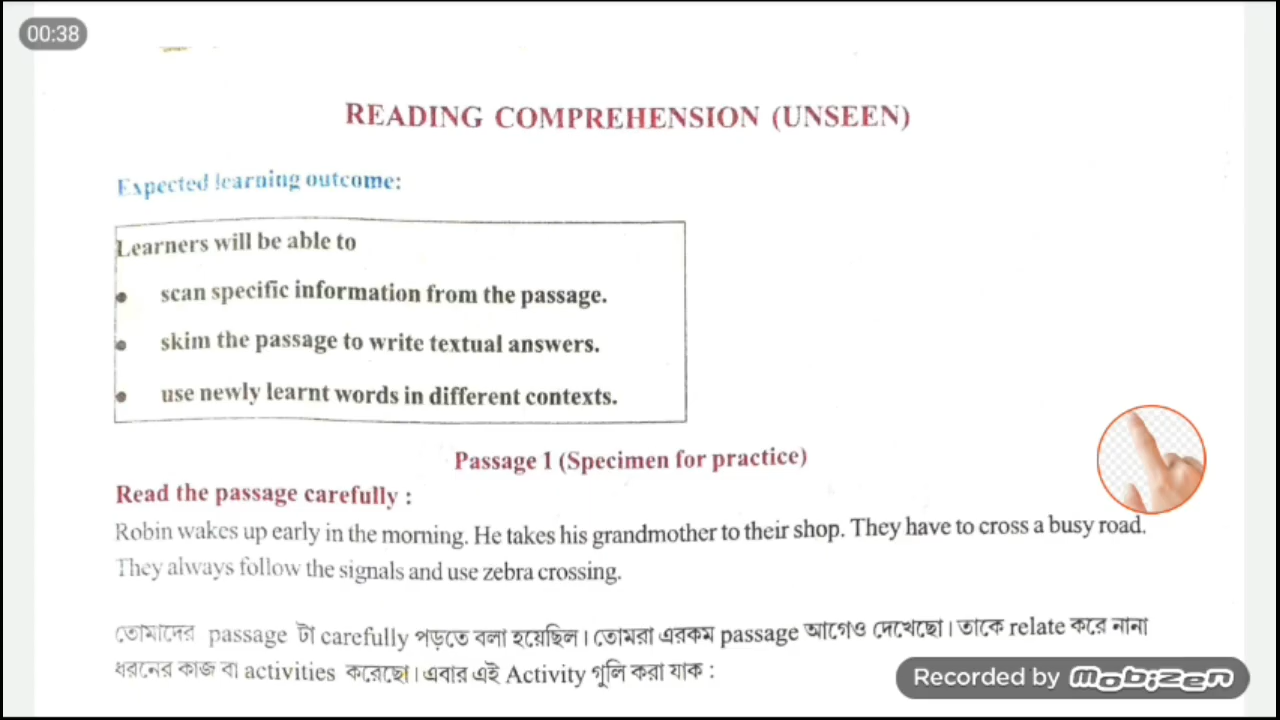 00:38
READING COMPREHENSION (UNSEEN)
Expected learning outcome:
Learners will be able to
• scan specific information from the passage.
• skim the passage to write textual answers.
• use newly learnt words in different contexts.
Passage 1 (Specimen for practice)
Read the passage carefully :
Robin wakes up early in the morning. He takes his grandmother to their shop. They have to cross a busy road.
They always follow the signals and use zebra crossing.
তোমাদের passage টা carefully পড়তে বলা হয়েছিল। তোমরা এরকম passage আগেও দেখেছো। তাকে relate করে নানা
ধরনের কাজ বা activities করেছো। এবার এই Activity গুলি করা যাক :
Recorded by mobizen